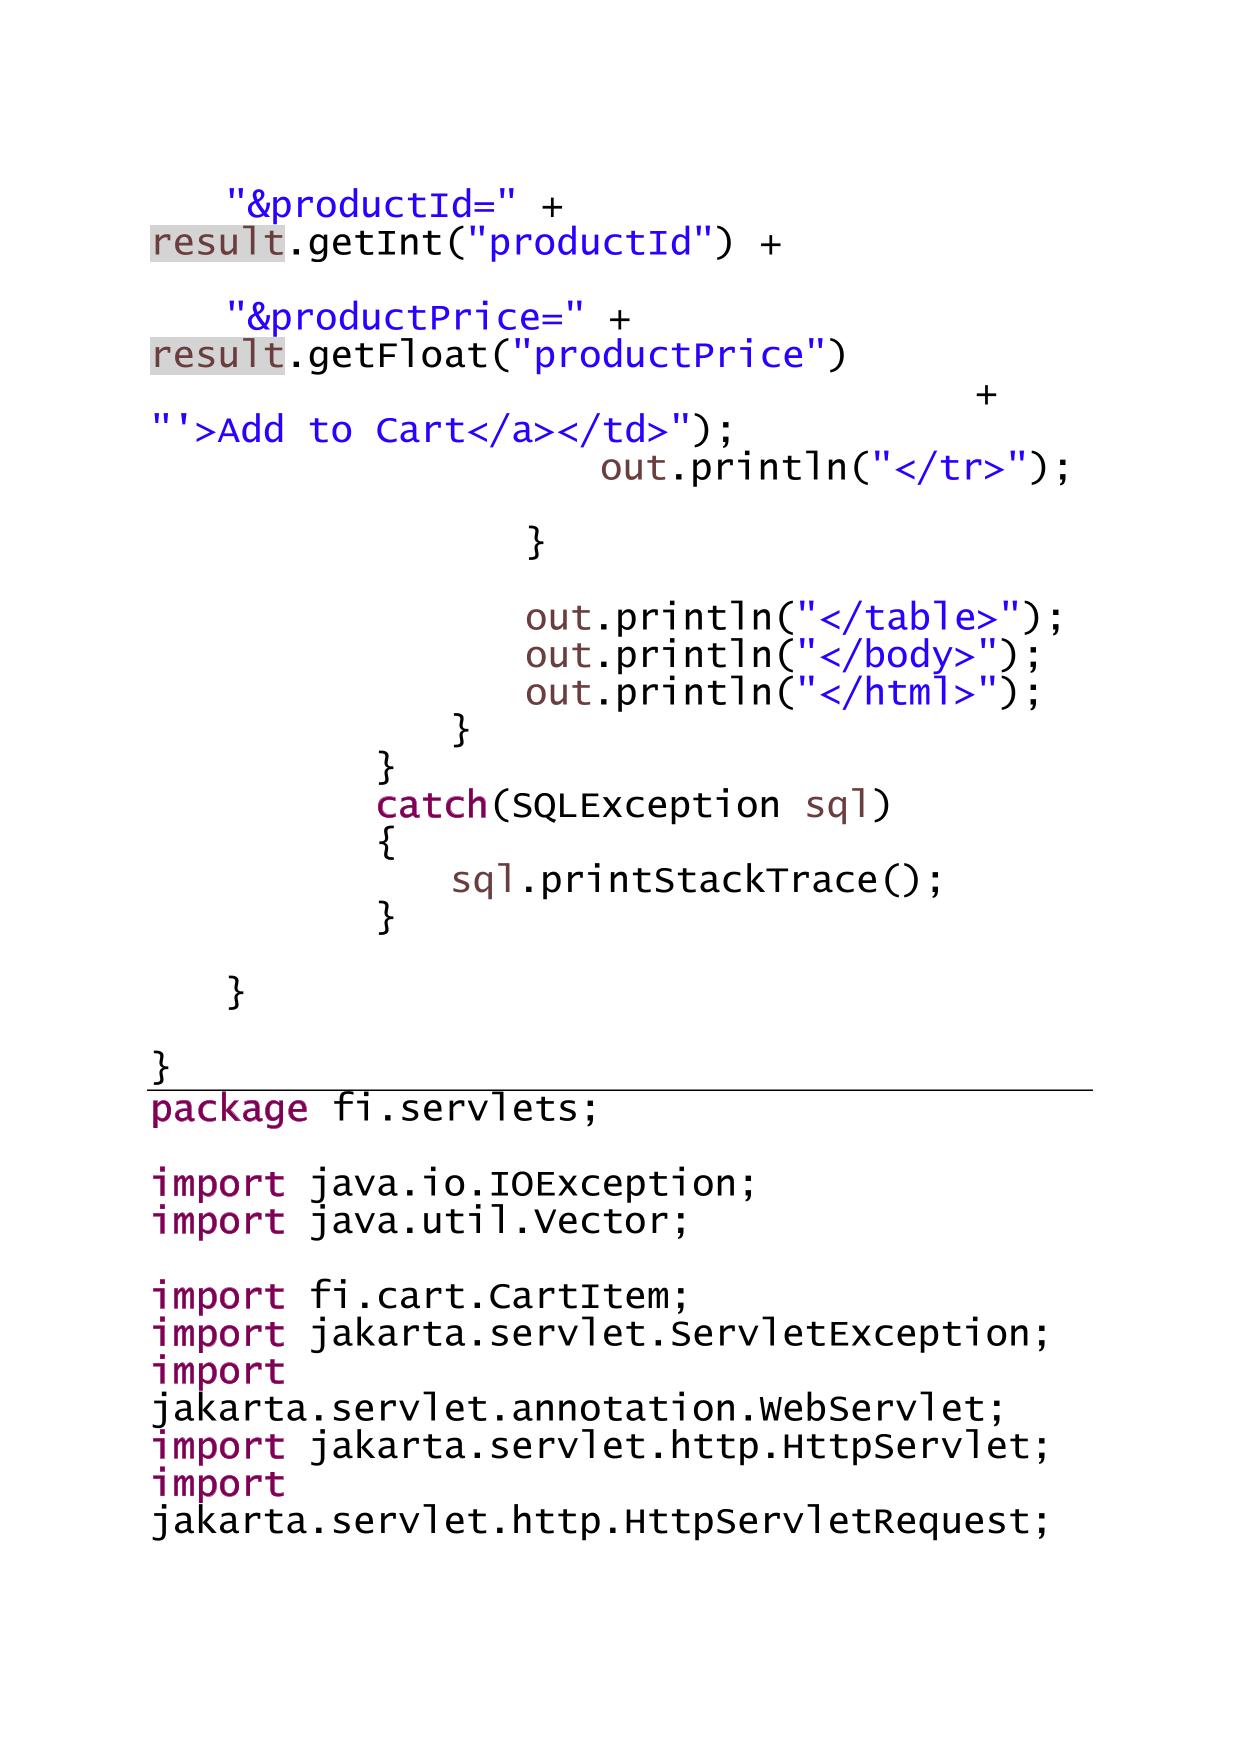 "&productId=" +
result.getInt("productId") +
"&productPrice=" +
result.getFloat("productPrice")
+
"'>Add to Cart</a></td>");
out.println("</tr>");
}
out.println("</table>");
out.println("</body>");
out.println("</html>");
}
}
catch(SQLException sql)
{
sql.printStackTrace();
}
}
}
package fi.servlets;
import java.io.IOException;
import java.util.Vector;
import fi.cart.CartItem;
import jakarta.servlet.ServletException;
import
jakarta.servlet.annotation.WebServlet;
import jakarta.servlet.http.HttpServlet;
import
jakarta.servlet.http.HttpServletRequest;